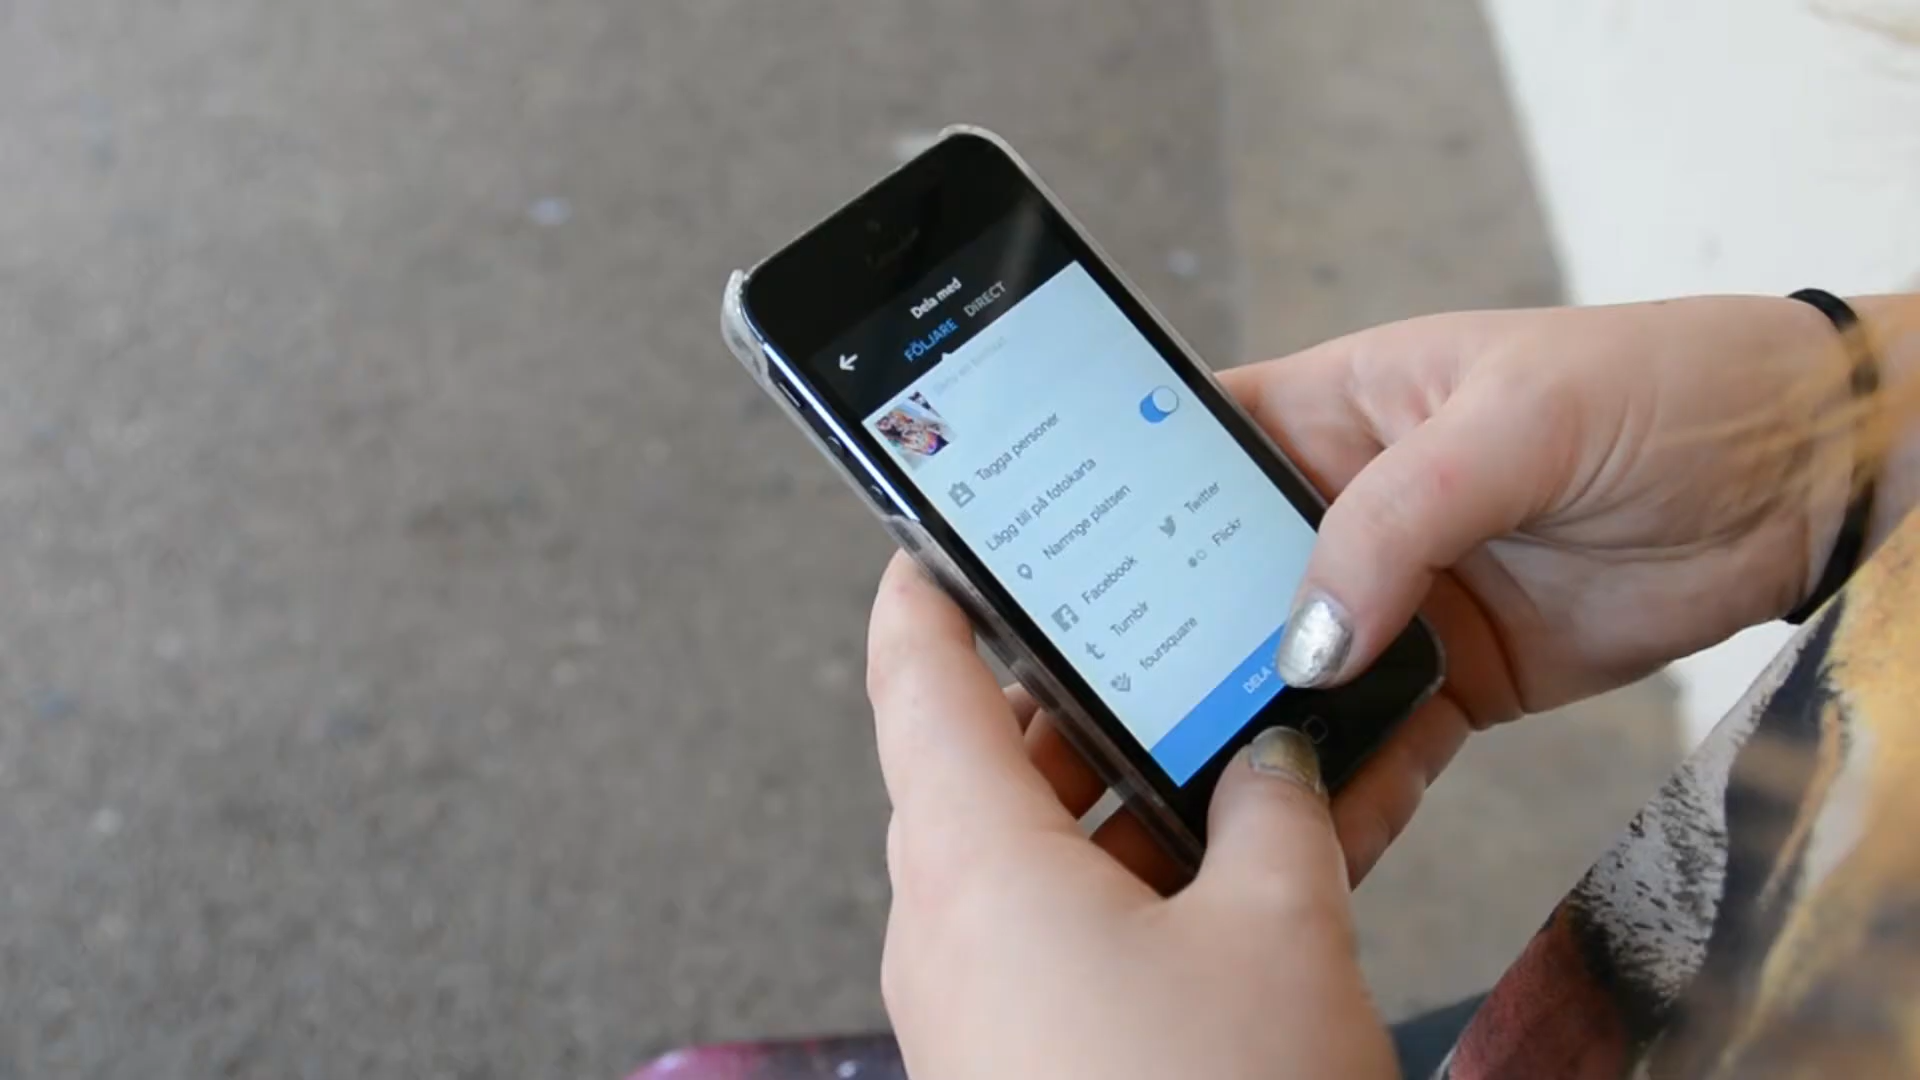 Dela med
FÖLJARE DIRECT
Tagga personer
Lägg till på fotokarta
Namnge platsen
Facebook Twitter
Tumblr Flickr
foursquare
DELA